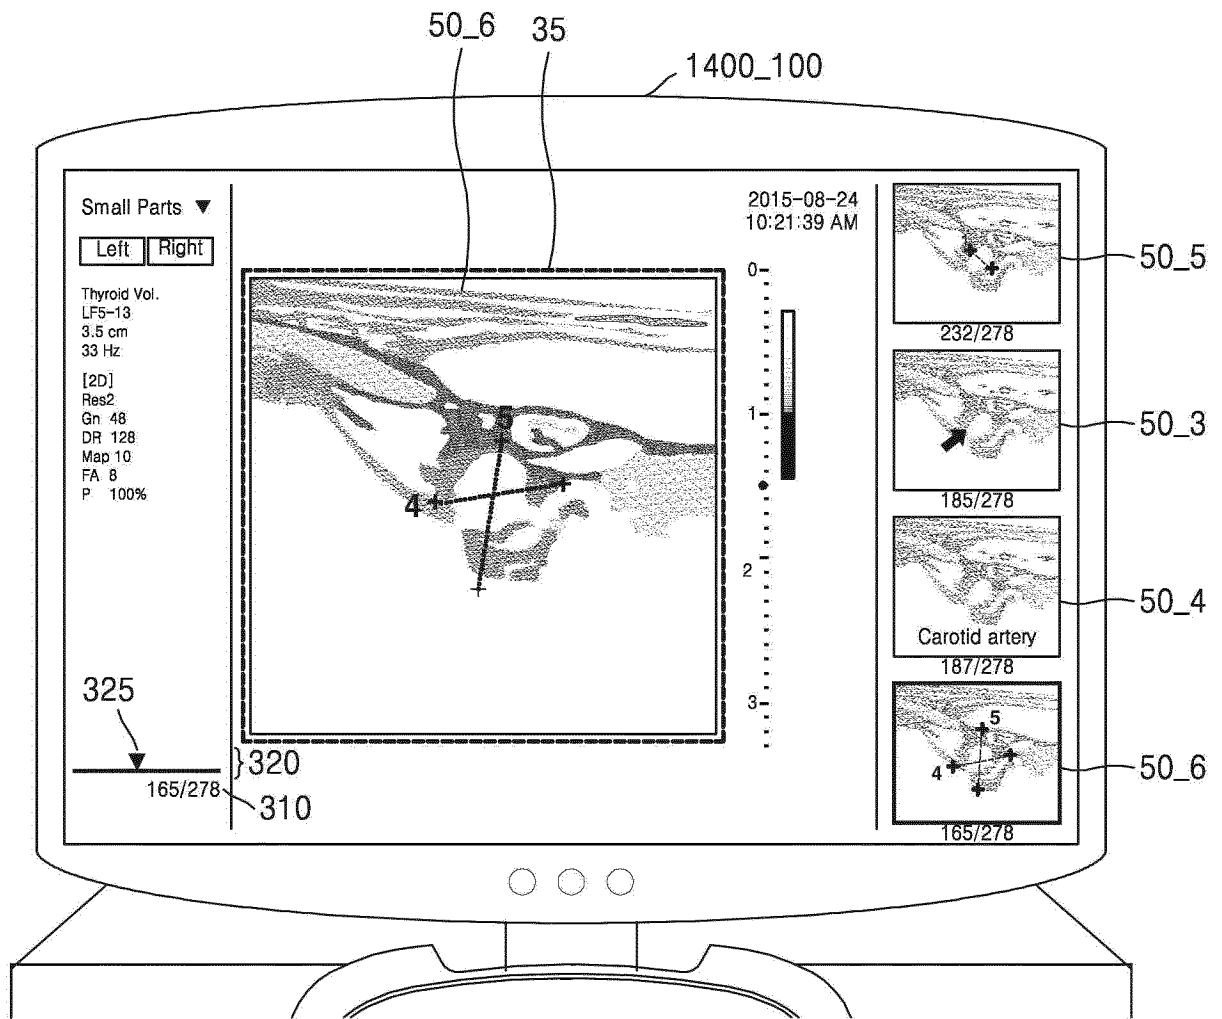 50_6
35
1400_100
Small Parts ▼
Left Right
Thyroid Vol.
LF5-13
3.5 cm
33 Hz
[2D]
Res2
Gn 48
DR 128
Map 10
FA 8
P 100%
325
320
165/278
310
5
4
2015-08-24
10:21:39 AM
0
1
2
3
232/278
50_5
185/278
50_3
Carotid artery
187/278
50_4
5
4
165/278
50_6